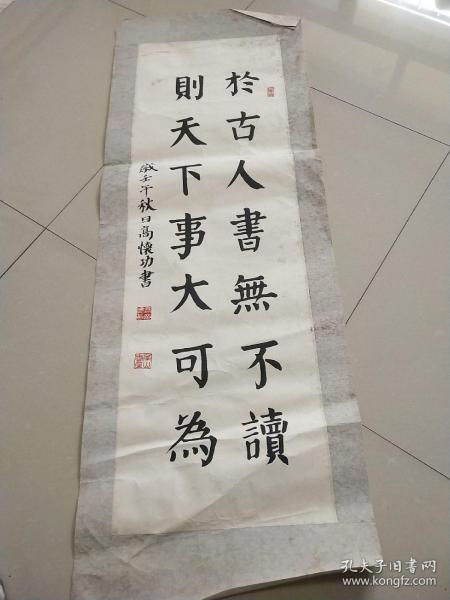 於古人書無不讀
則天下事大可為
歲壬午秋日高懷功書
孔夫子旧书网
www.kongfz.com